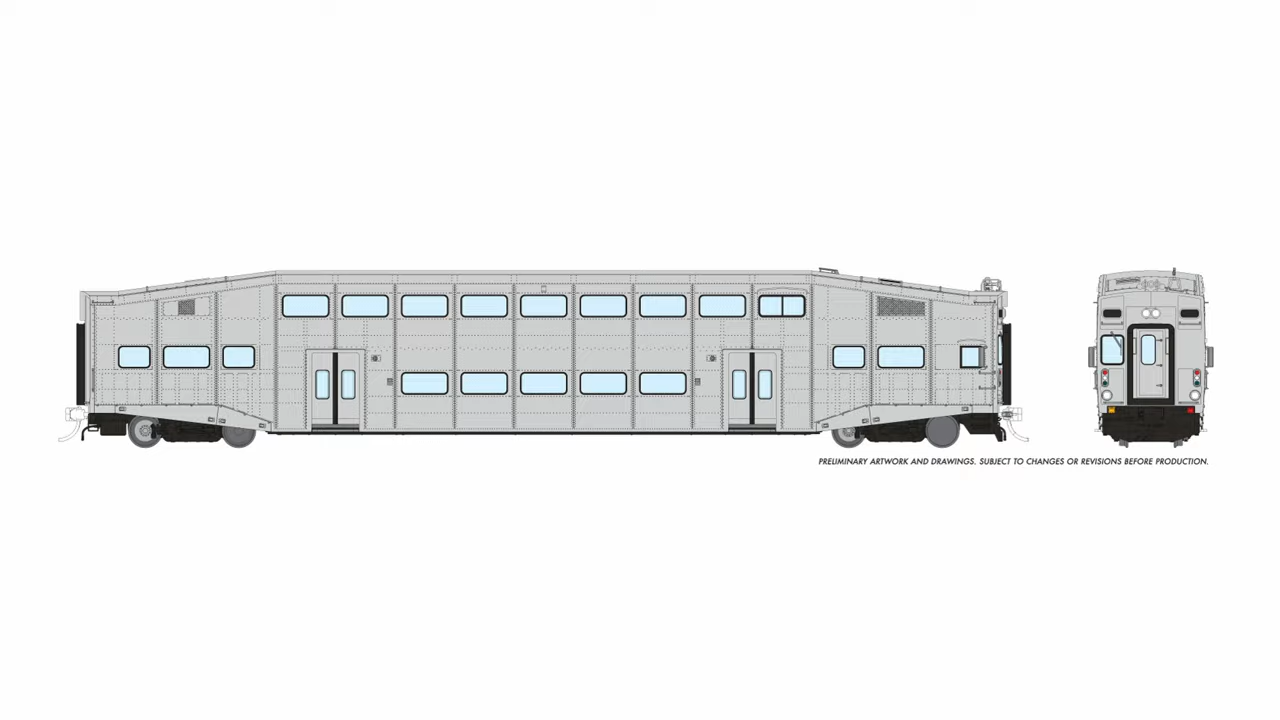 PRELIMINARY ARTWORK AND DRAWINGS. SUBJECT TO CHANGES OR REVISIONS BEFORE PRODUCTION.